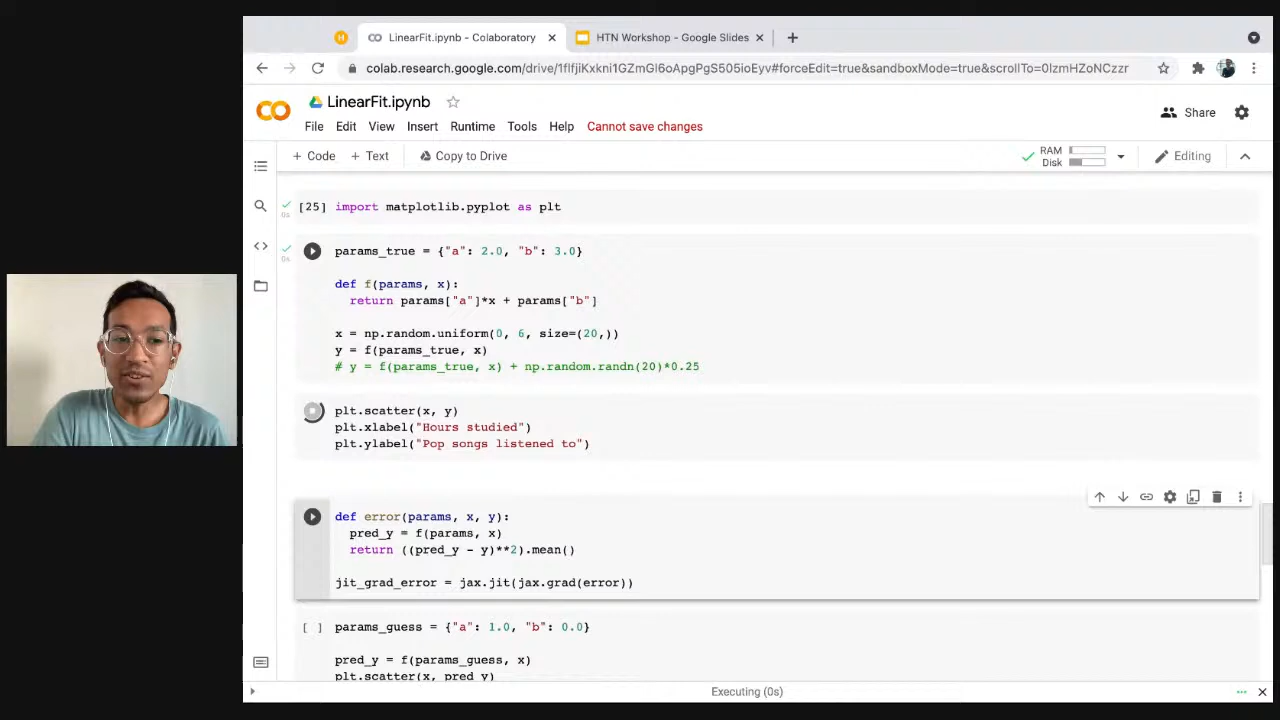 H
LinearFit.ipynb - Colaboratory
HTN Workshop - Google Slides
colab.research.google.com/drive/1flfjiKxkni1GZmGl6oApgPgS505ioEyv#forceEdit=true&sandboxMode=true&scrollTo=0IzmHZoNCzzr
LinearFit.ipynb
Share
File Edit View Insert Runtime Tools Help Cannot save changes
+ Code + Text Copy to Drive
RAM
Disk
Editing
[25] import matplotlib.pyplot as plt
0s
params_true = {"a": 2.0, "b": 3.0}
0s
def f(params, x):
return params["a"]*x + params["b"]
x = np.random.uniform(0, 6, size=(20,))
y = f(params_true, x)
# y = f(params_true, x) + np.random.randn(20)*0.25
plt.scatter(x, y)
plt.xlabel("Hours studied")
plt.ylabel("Pop songs listened to")
def error(params, x, y):
pred_y = f(params, x)
return ((pred_y - y)**2).mean()
jit_grad_error = jax.jit(jax.grad(error))
[ ] params_guess = {"a": 1.0, "b": 0.0}
pred_y = f(params_guess, x)
plt.scatter(x, pred_y)
Executing (0s)